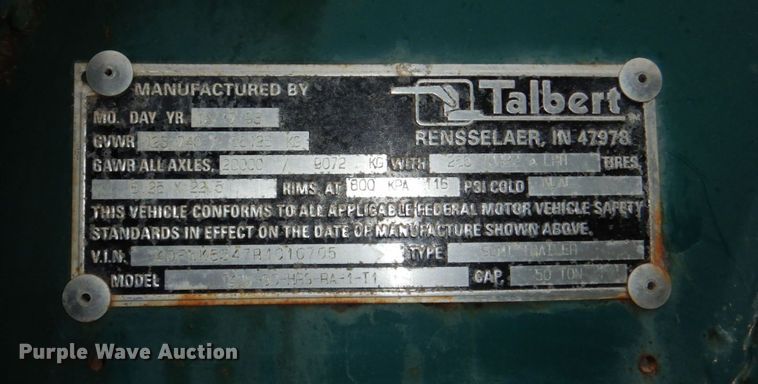 MANUFACTURED BY Talbert
MO. DAY YR. RENSSELAER, IN 47978
GVWR
GAWR ALL AXLES, 20000 / 9072 KG WITH TIRES,
RIMS, AT 800 KPA 116 PSI COLD
THIS VEHICLE CONFORMS TO ALL APPLICABLE FEDERAL MOTOR VEHICLE SAFETY
STANDARDS IN EFFECT ON THE DATE OF MANUFACTURE SHOWN ABOVE.
V.I.N. TYPE
MODEL CAP. 50 TON
Purple Wave Auction